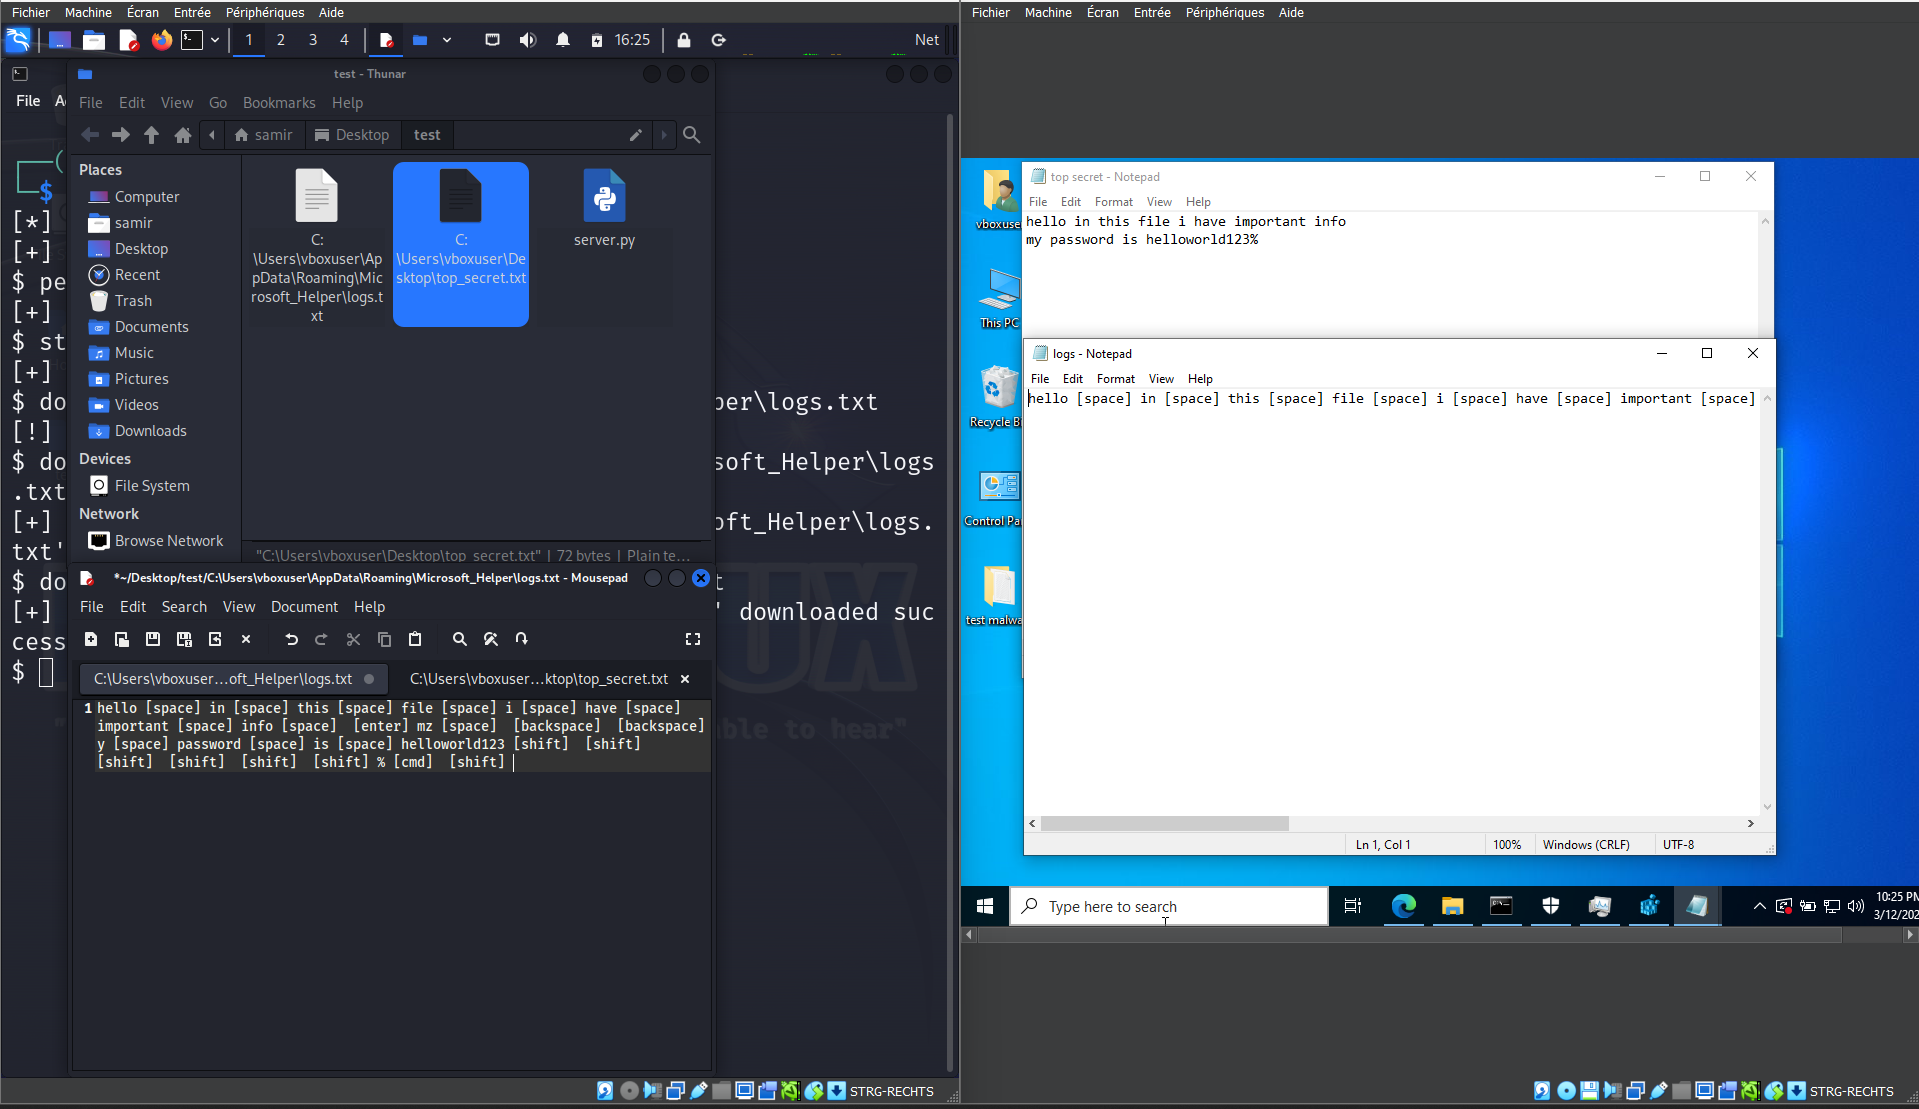 Fichier Machine Écran Entrée Périphériques Aide
1 2 3 4 16:25 Net
test - Thunar
File A
File Edit View Go Bookmarks Help
samir Desktop test
Places
Computer
samir
Desktop
Recent
Trash
Documents
Music
Pictures
Videos
Downloads
Devices
File System
Network
Browse Network
C:
\Users\vboxuser\Ap
pData\Roaming\Mic
rosoft_Helper\logs.t
xt
C:
\Users\vboxuser\De
sktop\top_secret.txt
server.py
"C:\Users\vboxuser\Desktop\top_secret.txt" | 72 bytes | Plain te...
$
[*]
[+]
$ pe
[+]
$ st
[+]
$ do per\logs.txt
[!]
$ do soft_Helper\logs
.txt
[+] oft_Helper\logs.
txt'
$ do t
[+] ' downloaded suc
cess
$
*~/Desktop/test/C:\Users\vboxuser\AppData\Roaming\Microsoft_Helper\logs.txt - Mousepad
File Edit Search View Document Help
C:\Users\vboxuser...oft_Helper\logs.txt C:\Users\vboxuser...ktop\top_secret.txt
1 hello [space] in [space] this [space] file [space] i [space] have [space]
important [space] info [space]  [enter] mz [space]  [backspace]  [backspace]
y [space] password [space] is [space] helloworld123 [shift]  [shift]
[shift]  [shift]  [shift]  [shift] % [cmd]  [shift]
UX
able to hear"
STRG-RECHTS
Fichier Machine Écran Entrée Périphériques Aide
vboxuse
This PC
Recycle B
Control Pa
test malwa
top secret - Notepad
File Edit Format View Help
hello in this file i have important info
my password is helloworld123%
logs - Notepad
File Edit Format View Help
hello [space] in [space] this [space] file [space] i [space] have [space] important [space]
Ln 1, Col 1 100% Windows (CRLF) UTF-8
Type here to search
10:25 PM
3/12/202
STRG-RECHTS